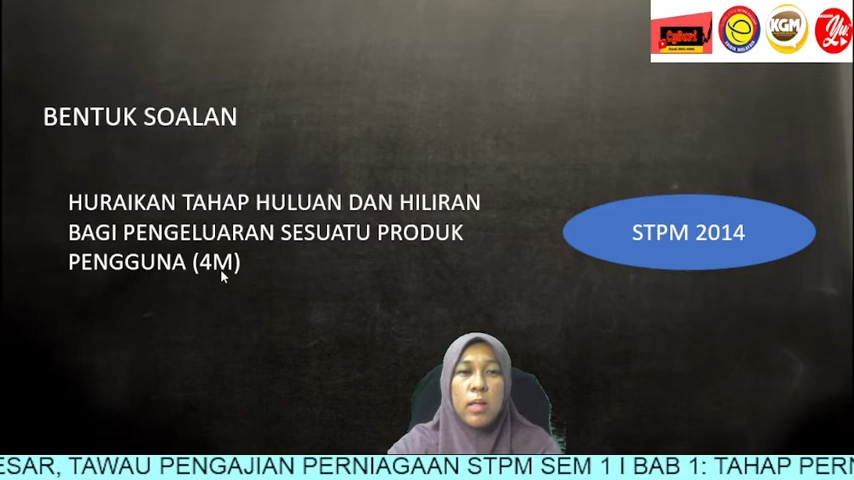 KGM
BENTUK SOALAN
HURAIKAN TAHAP HULUAN DAN HILIRAN
BAGI PENGELUARAN SESUATU PRODUK
PENGGUNA (4M)
STPM 2014
ESAR, TAWAU PENGAJIAN PERNIAGAAN STPM SEM 1 I BAB 1: TAHAP PERN